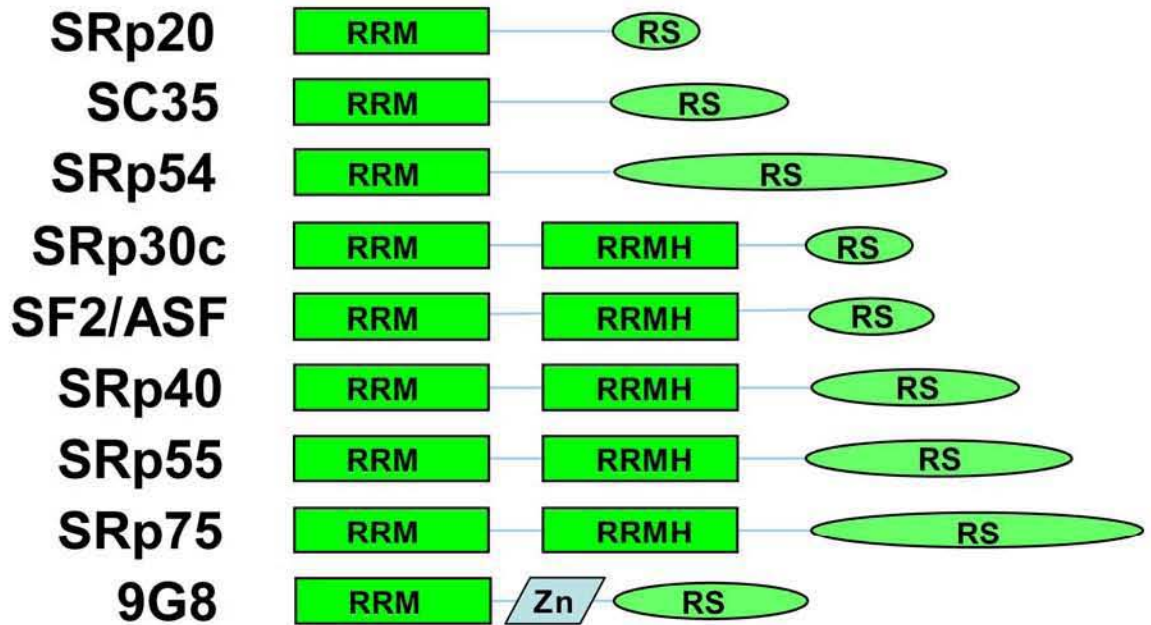 SRp20 RRM RS
SC35 RRM RS
SRp54 RRM RS
SRp30c RRM RRMH RS
SF2/ASF RRM RRMH RS
SRp40 RRM RRMH RS
SRp55 RRM RRMH RS
SRp75 RRM RRMH RS
9G8 RRM Zn RS